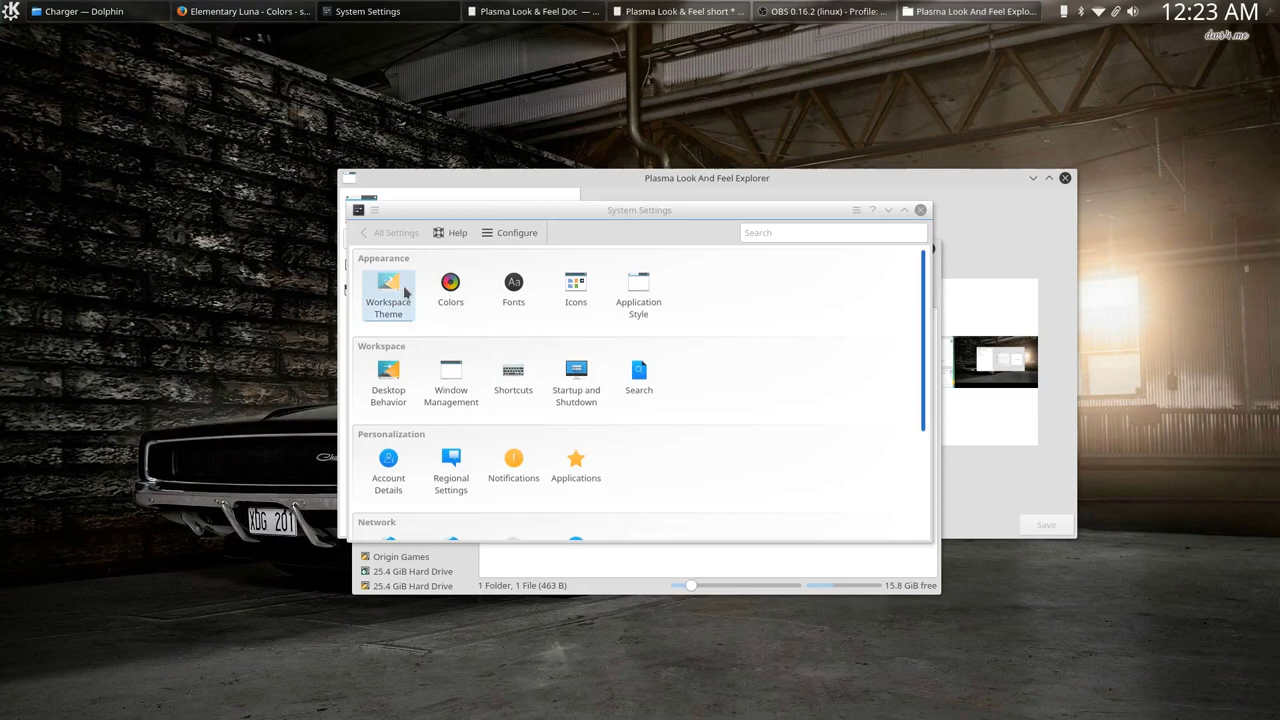 Charger — Dolphin
Elementary Luna - Colors - s...
System Settings
Plasma Look & Feel Doc — ...
Plasma Look & Feel short * ...
OBS 0.16.2 (linux) - Profile: ...
Plasma Look And Feel Explo...
12:23 AM
dws4.me
Plasma Look And Feel Explorer
System Settings
All Settings
Help
Configure
Search
Appearance
Workspace
Theme
Colors
Fonts
Icons
Application
Style
Workspace
Desktop
Behavior
Window
Management
Shortcuts
Startup and
Shutdown
Search
Personalization
Account
Details
Regional
Settings
Notifications
Applications
Network
Save
XDG 201
Origin Games
25.4 GiB Hard Drive
25.4 GiB Hard Drive
1 Folder, 1 File (463 B)
15.8 GiB free